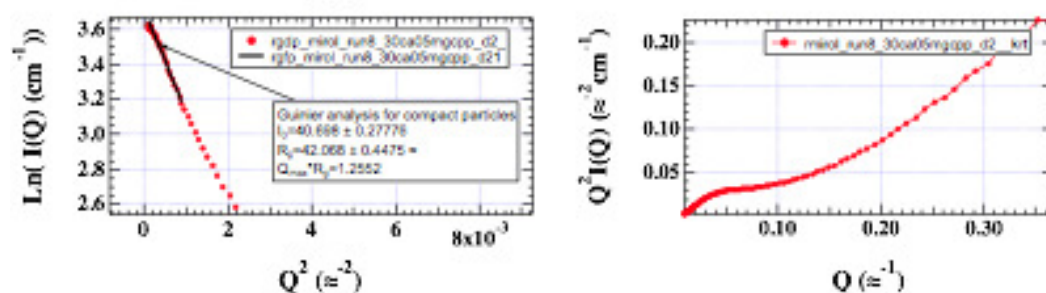 3.6
3.4
3.2
3.0
2.8
2.6
Ln( I(Q) (cm⁻¹))
rgdp_mirol_run8_30ca05mgcpp_d2_
rgfp_mirol_run8_30ca05mgcpp_d21
Guinier analysis for compact particles
I₀=40.698 ± 0.27776
R₉=42.068 ± 0.4475 ≈
Qₘₐₓ*R₉=1.2552
0
2
4
6
8x10⁻³
Q² (≈⁻²)
0.20
0.15
0.10
0.05
Q²I(Q) (≈⁻² cm⁻¹)
mirol_run8_30ca05mgcpp_d2__krt
0.10
0.20
0.30
Q (≈⁻¹)